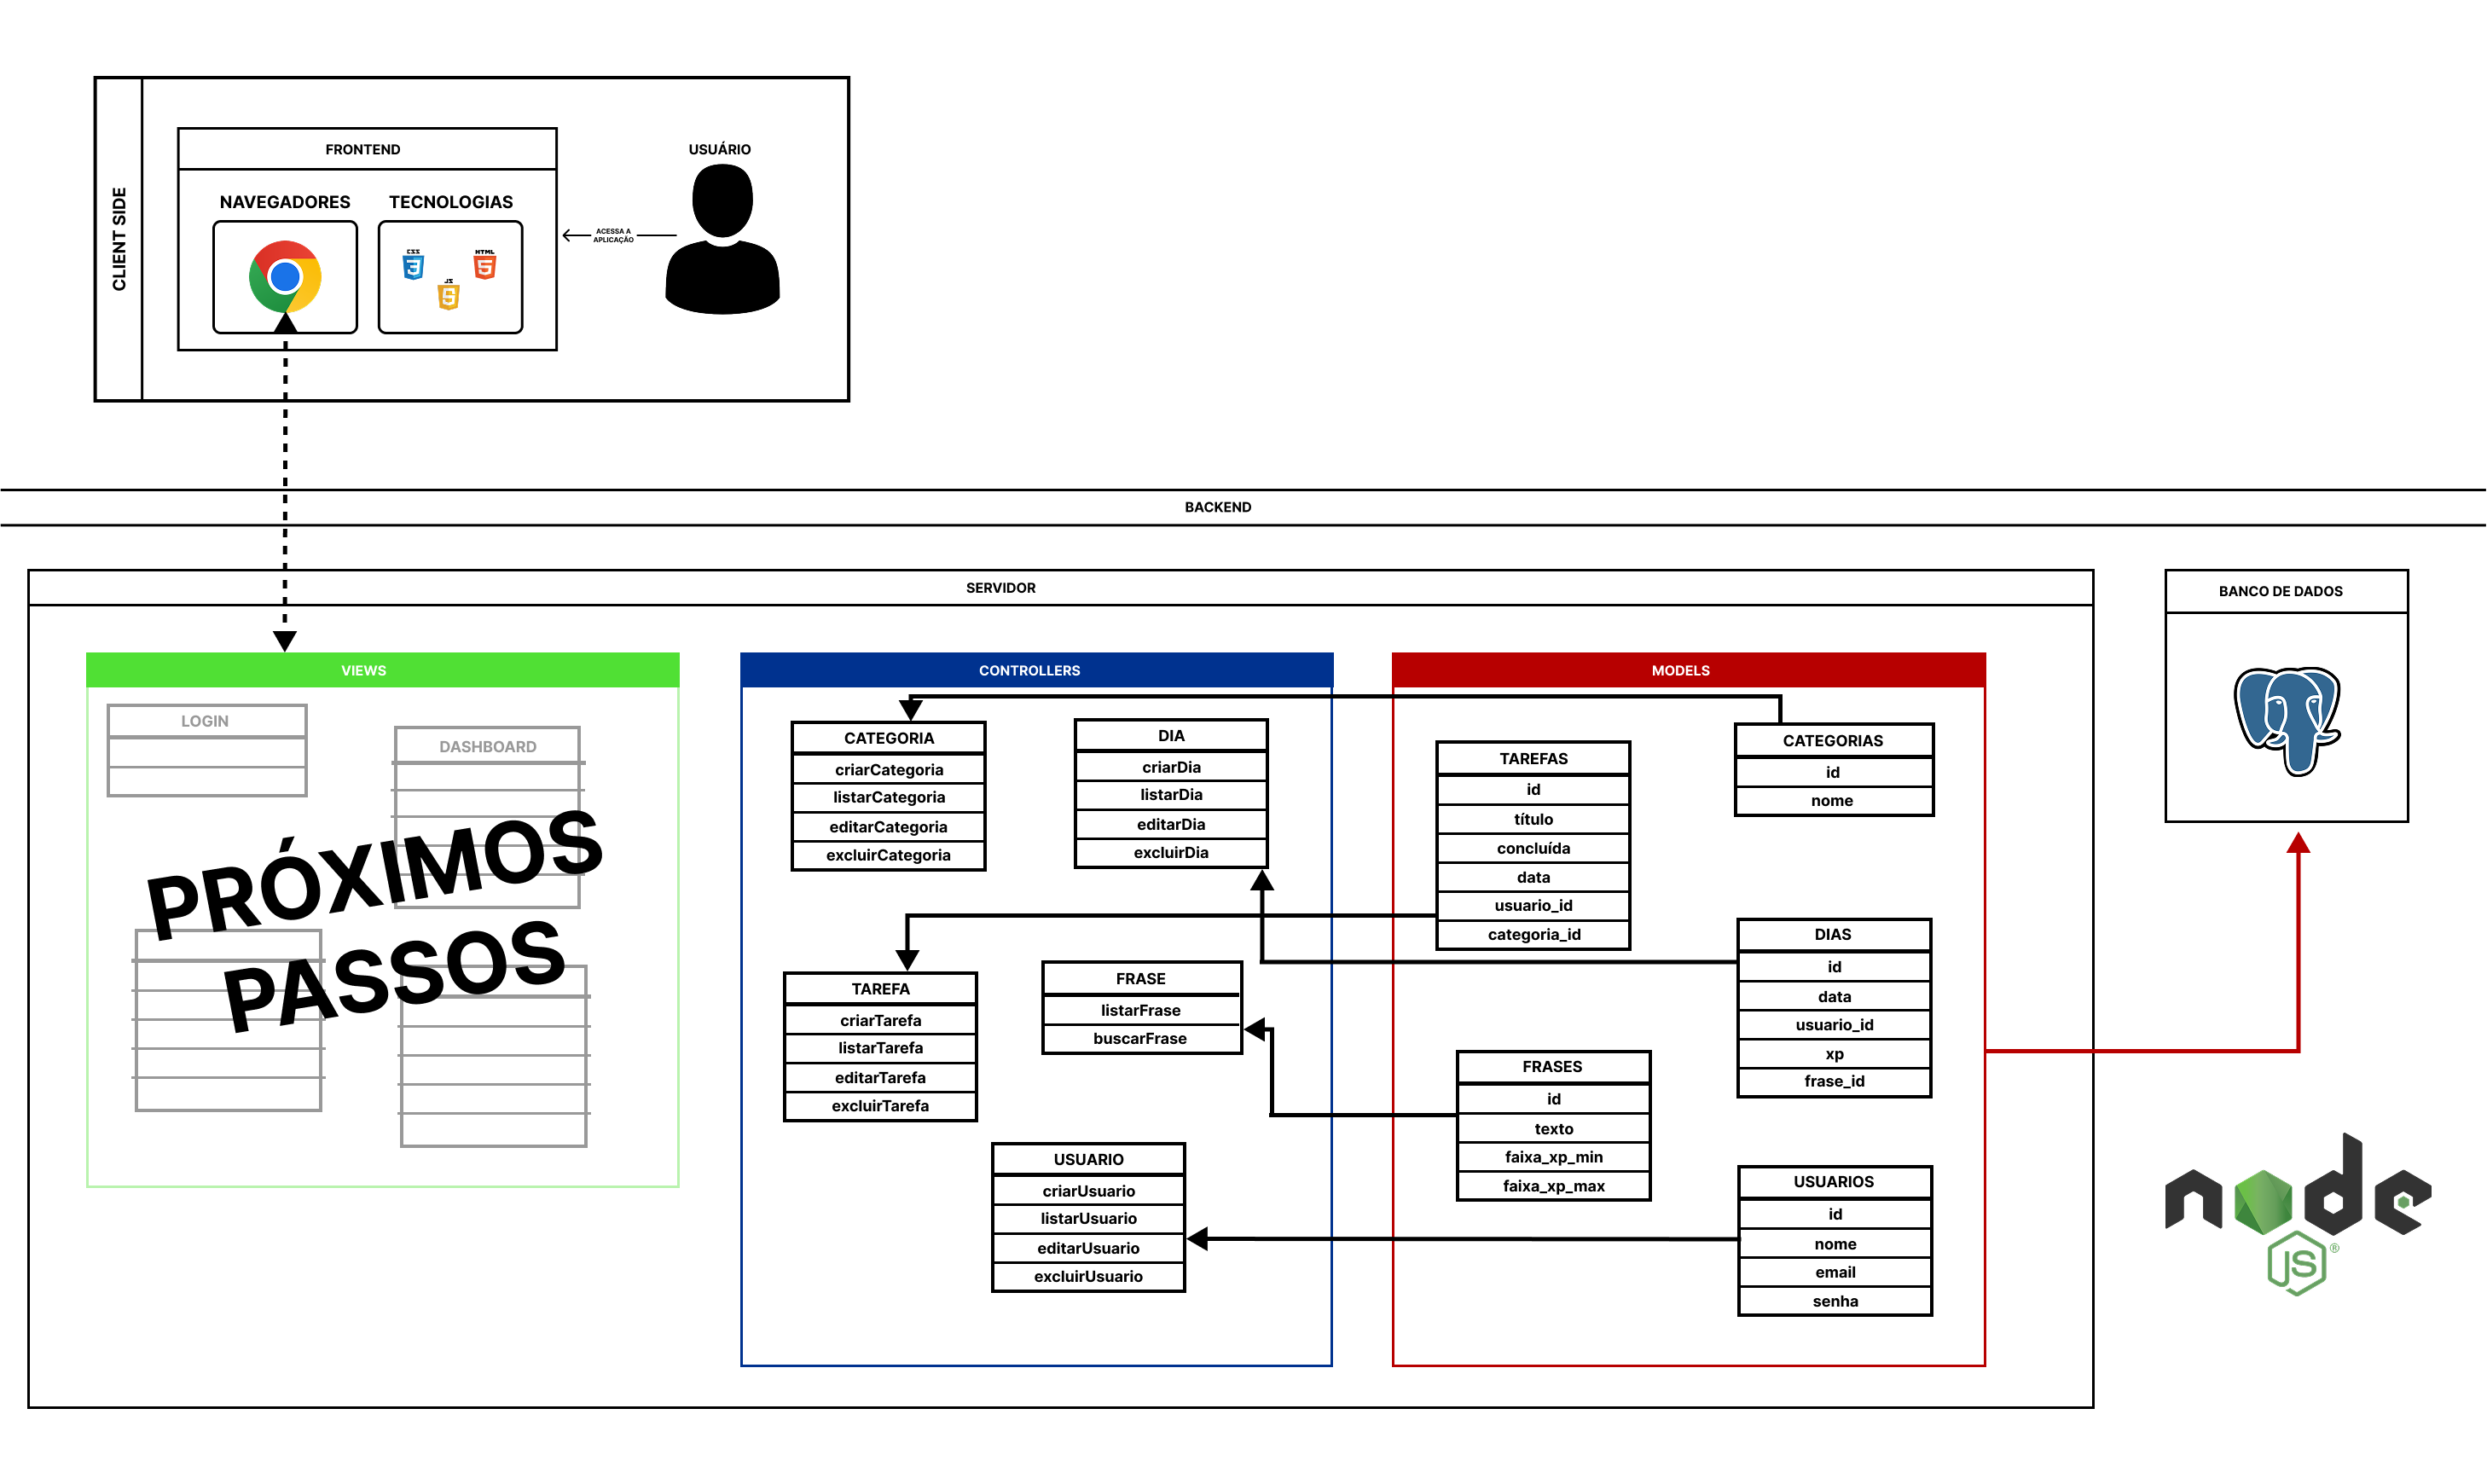 CLIENT SIDE
FRONTEND
NAVEGADORES
TECNOLOGIAS
CSS
3
HTML
5
JS
5
ACESSA A
APLICAÇÃO
USUÁRIO
BACKEND
SERVIDOR
VIEWS
LOGIN
DASHBOARD
PRÓXIMOS
PASSOS
CONTROLLERS
CATEGORIA
criarCategoria
listarCategoria
editarCategoria
excluirCategoria
DIA
criarDia
listarDia
editarDia
excluirDia
TAREFA
criarTarefa
listarTarefa
editarTarefa
excluirTarefa
FRASE
listarFrase
buscarFrase
USUARIO
criarUsuario
listarUsuario
editarUsuario
excluirUsuario
MODELS
TAREFAS
id
título
concluída
data
usuario_id
categoria_id
CATEGORIAS
id
nome
DIAS
id
data
usuario_id
xp
frase_id
FRASES
id
texto
faixa_xp_min
faixa_xp_max
USUARIOS
id
nome
email
senha
BANCO DE DADOS
node
JS®